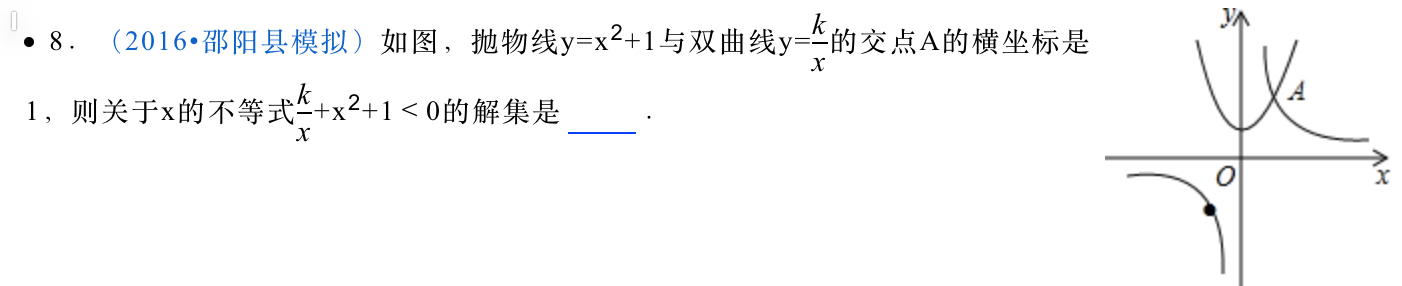 • 8. (2016•邵阳县模拟) 如图,抛物线y=x²+1与双曲线y=k/x的交点A的横坐标是
1,则关于x的不等式k/x+x²+1<0的解集是 ____ .
y
A
O
x